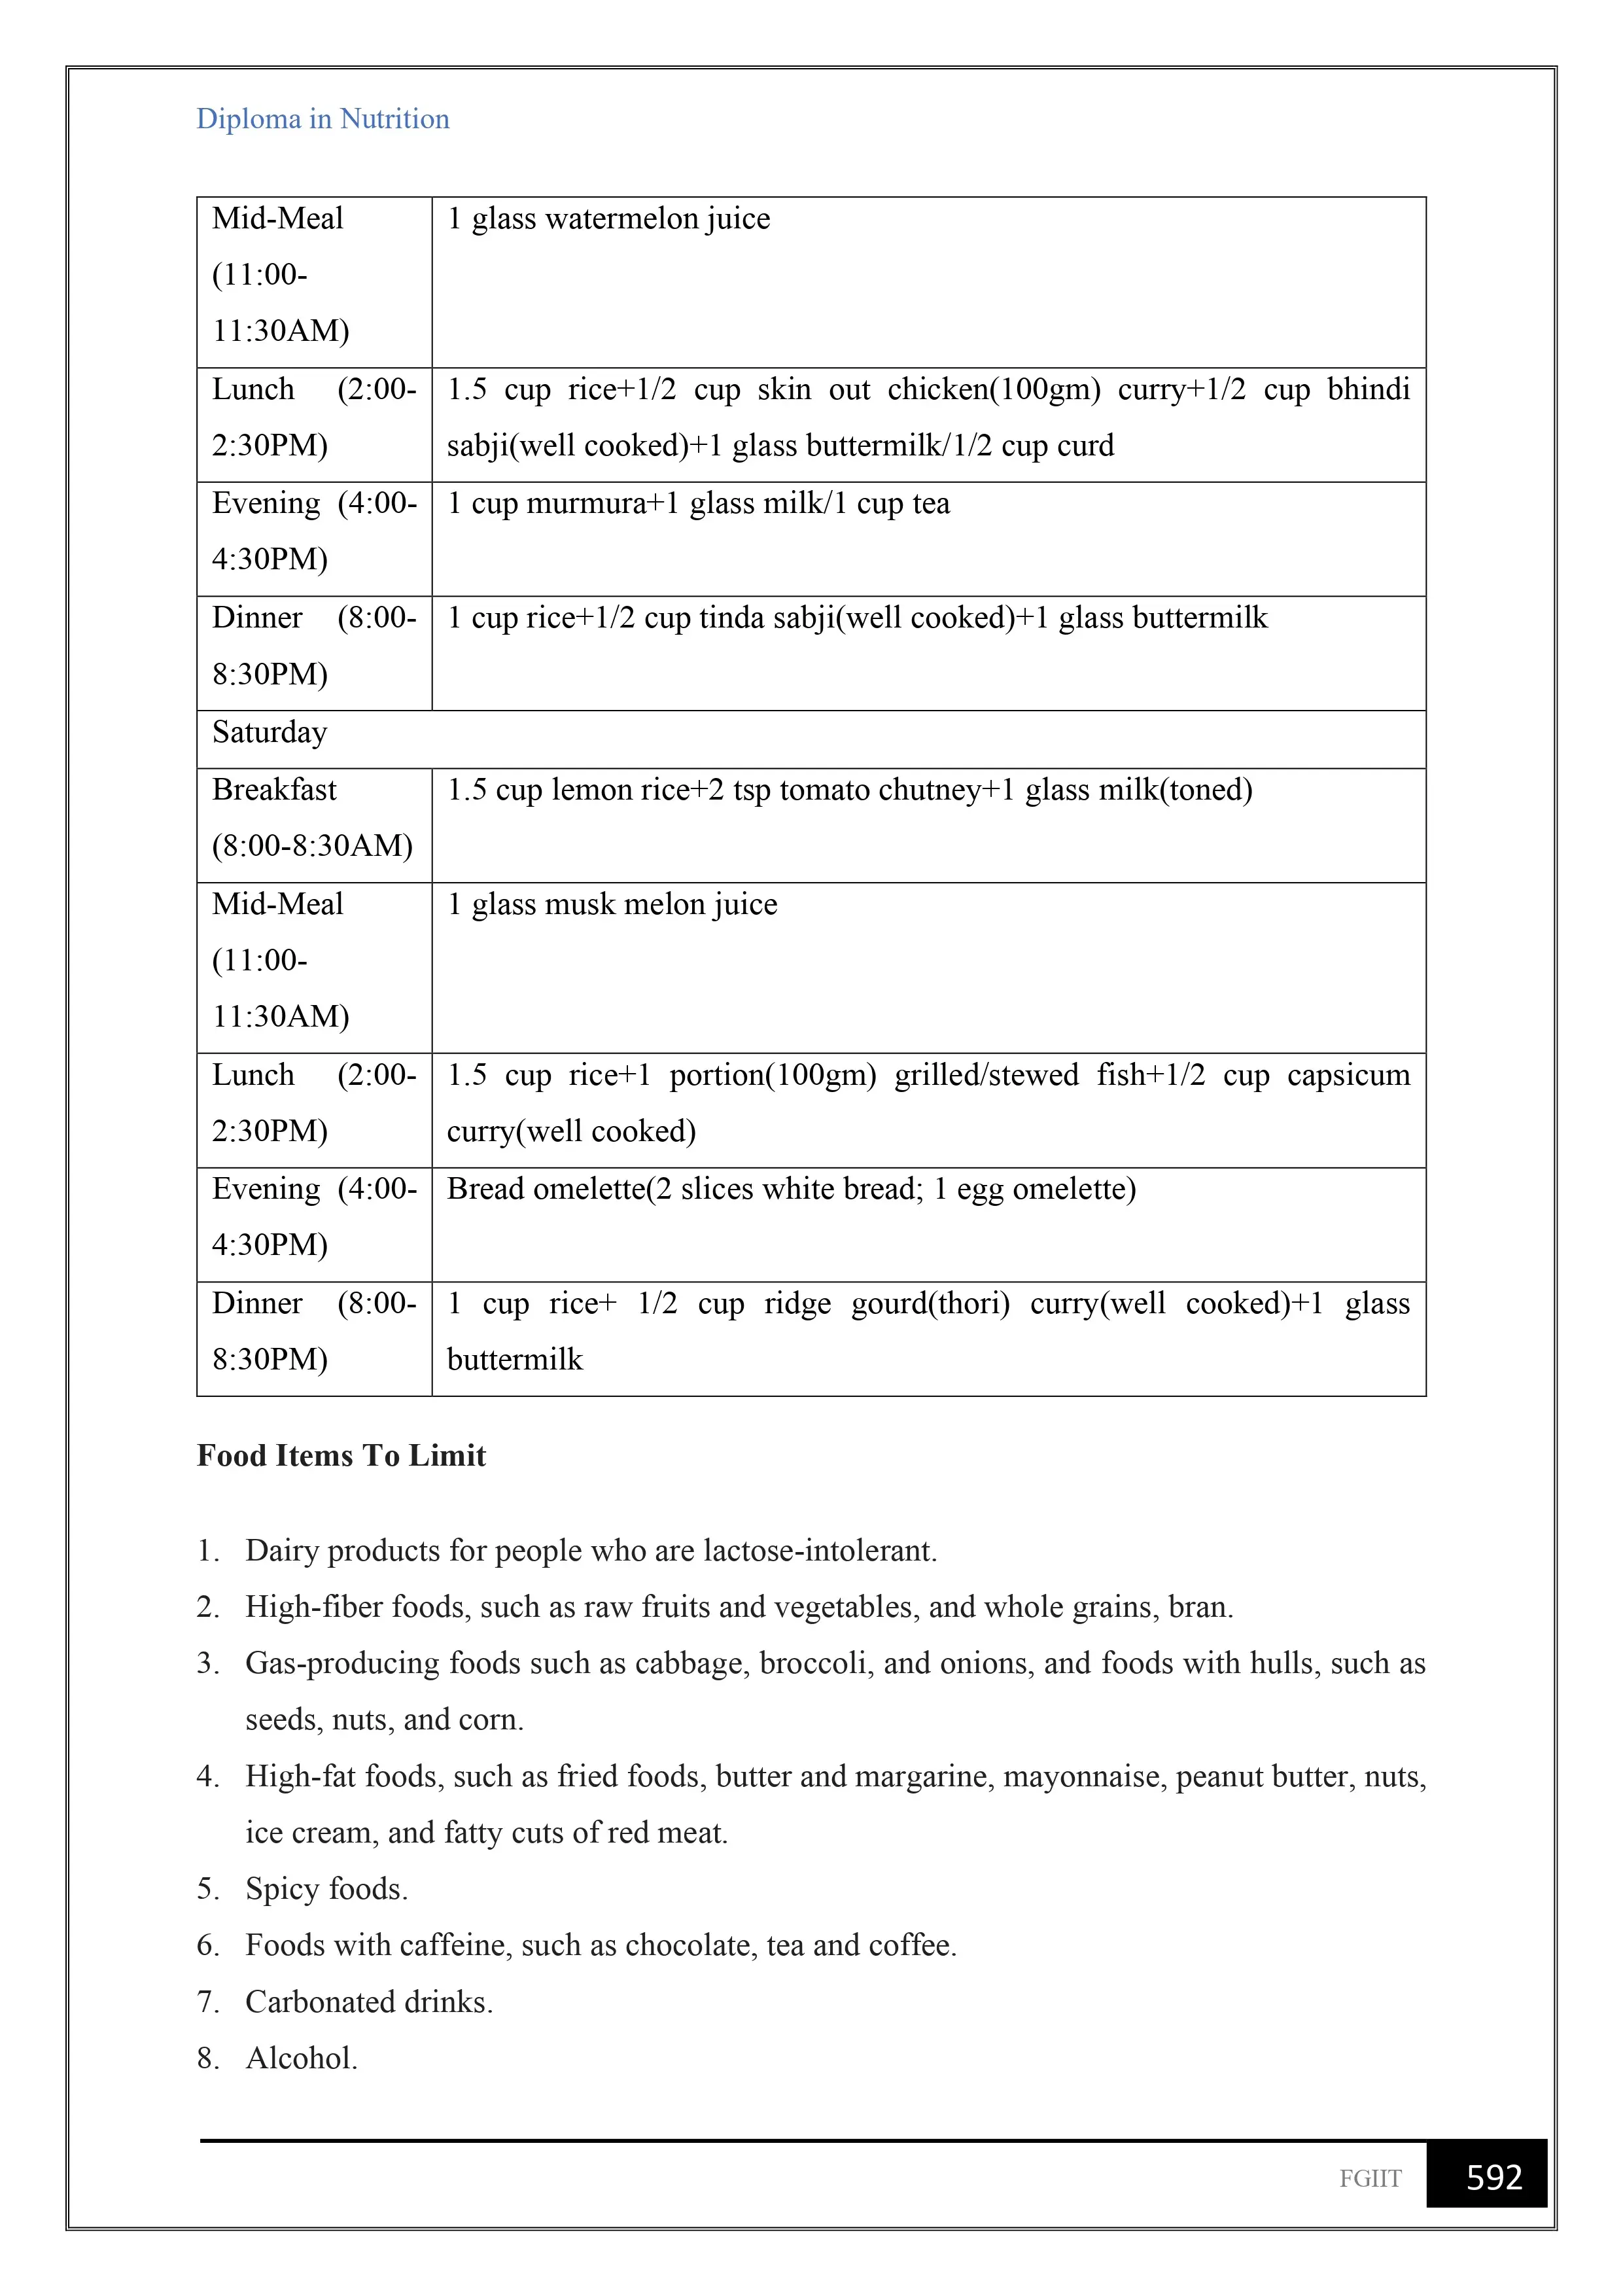 Diploma in Nutrition
Mid-Meal
(11:00-
11:30AM)
1 glass watermelon juice
Lunch (2:00-
2:30PM)
1.5 cup rice+1/2 cup skin out chicken(100gm) curry+1/2 cup bhindi
sabji(well cooked)+1 glass buttermilk/1/2 cup curd
Evening (4:00-
4:30PM)
1 cup murmura+1 glass milk/1 cup tea
Dinner (8:00-
8:30PM)
1 cup rice+1/2 cup tinda sabji(well cooked)+1 glass buttermilk
Saturday
Breakfast
(8:00-8:30AM)
1.5 cup lemon rice+2 tsp tomato chutney+1 glass milk(toned)
Mid-Meal
(11:00-
11:30AM)
1 glass musk melon juice
Lunch (2:00-
2:30PM)
1.5 cup rice+1 portion(100gm) grilled/stewed fish+1/2 cup capsicum
curry(well cooked)
Evening (4:00-
4:30PM)
Bread omelette(2 slices white bread; 1 egg omelette)
Dinner (8:00-
8:30PM)
1 cup rice+ 1/2 cup ridge gourd(thori) curry(well cooked)+1 glass
buttermilk
Food Items To Limit
1. Dairy products for people who are lactose-intolerant.
2. High-fiber foods, such as raw fruits and vegetables, and whole grains, bran.
3. Gas-producing foods such as cabbage, broccoli, and onions, and foods with hulls, such as
seeds, nuts, and corn.
4. High-fat foods, such as fried foods, butter and margarine, mayonnaise, peanut butter, nuts,
ice cream, and fatty cuts of red meat.
5. Spicy foods.
6. Foods with caffeine, such as chocolate, tea and coffee.
7. Carbonated drinks.
8. Alcohol.
FGIIT 592